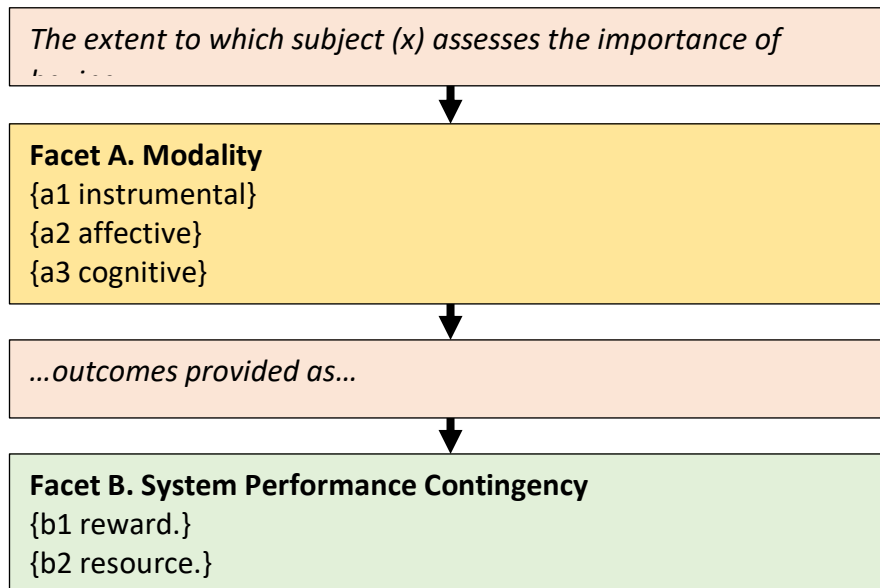 The extent to which subject (x) assesses the importance of
Facet A. Modality
{a1 instrumental}
{a2 affective}
{a3 cognitive}
…outcomes provided as…
Facet B. System Performance Contingency
{b1 reward.}
{b2 resource.}